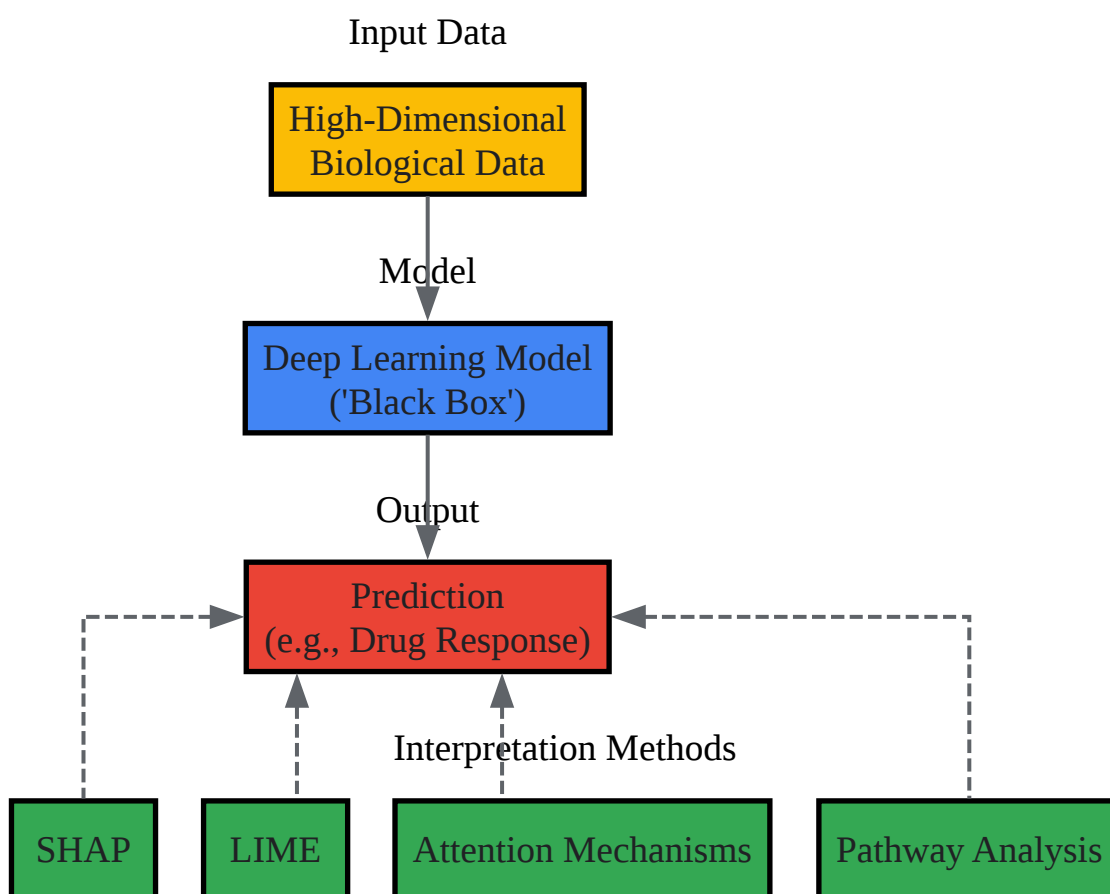 Input Data
High-Dimensional
Biological Data
Model
Deep Learning Model
('Black Box')
Output
Prediction
(e.g., Drug Response)
Interpretation Methods
SHAP
LIME
Attention Mechanisms
Pathway Analysis